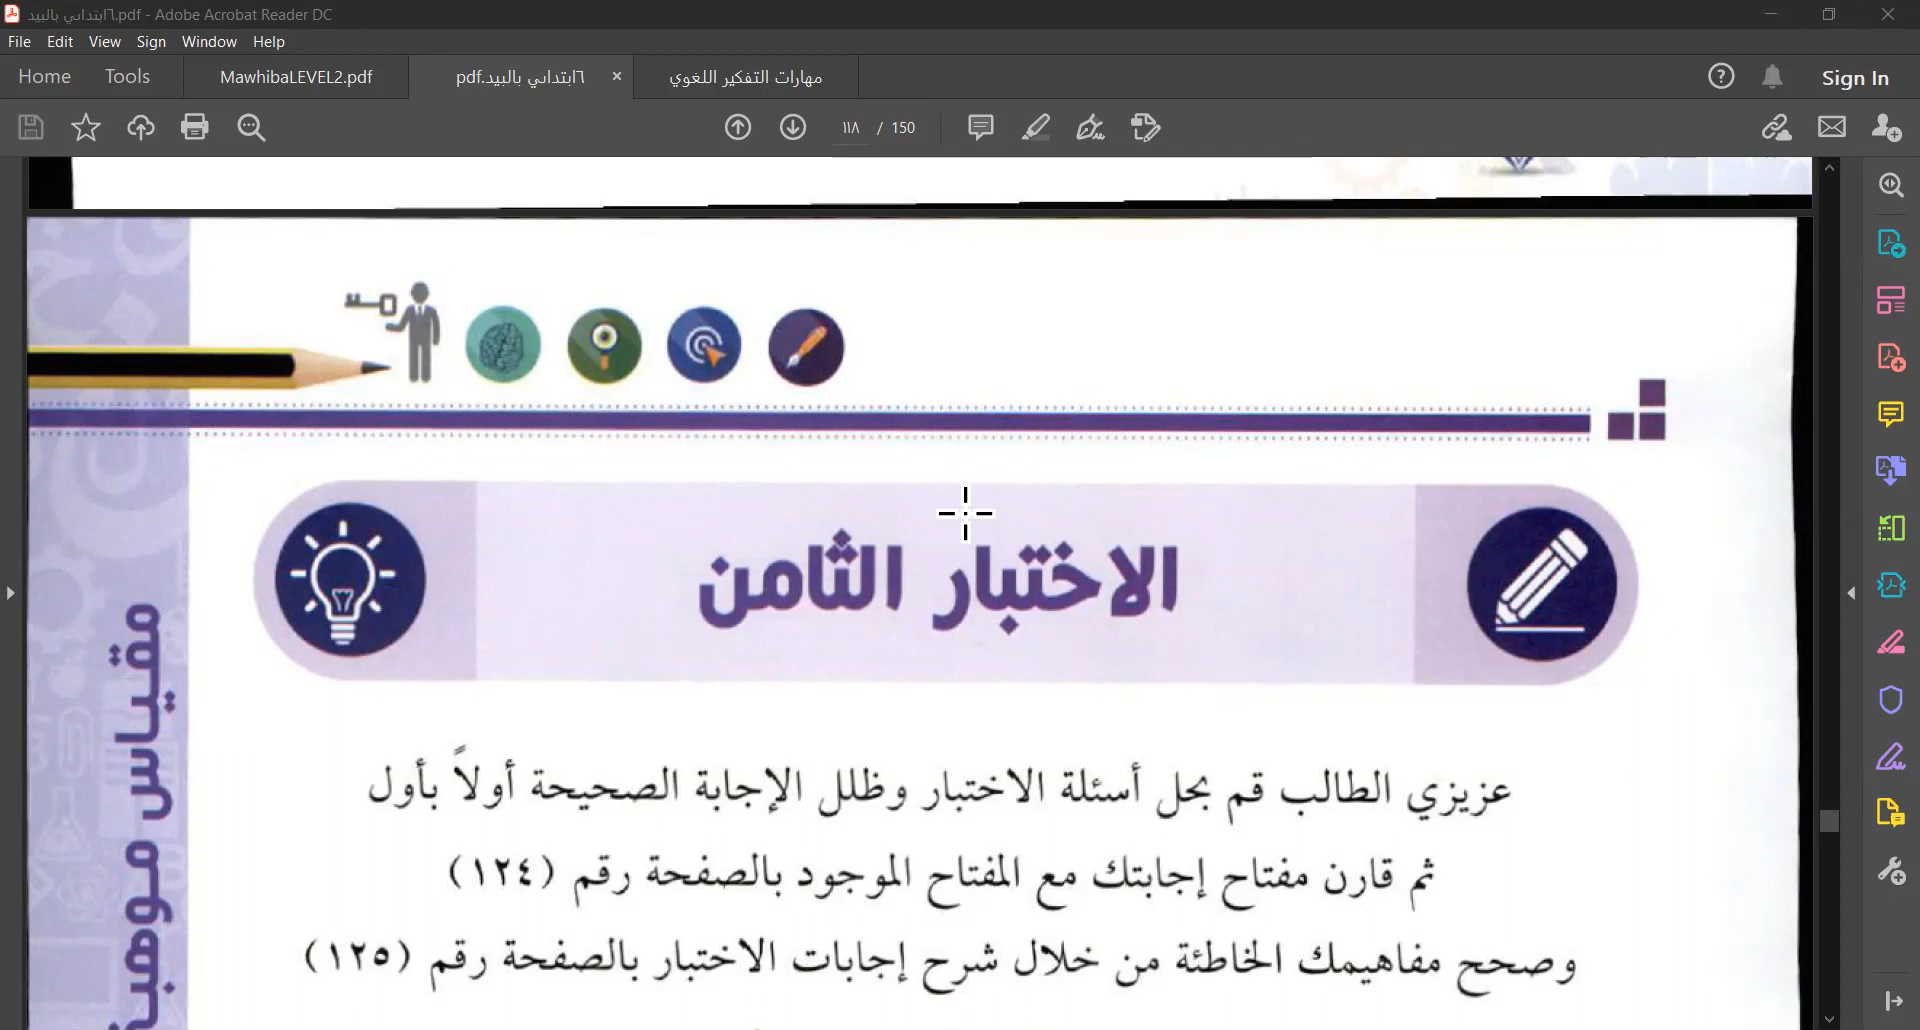 ٦ابتدائي بالبيد.pdf - Adobe Acrobat Reader DC
File Edit View Sign Window Help
Home Tools MawhibaLEVEL2.pdf ٦ابتدائي بالبيد.pdf × مهارات التفكير اللغوي Sign In
١١٨ / 150
الاختبار الثامن
عزيزي الطالب قم بحل أسئلة الاختبار وظلل الإجابة الصحيحة أولاً بأول
ثم قارن مفتاح إجابتك مع المفتاح الموجود بالصفحة رقم (١٢٤)
وصحح مفاهيمك الخاطئة من خلال شرح إجابات الاختبار بالصفحة رقم (١٢٥)
مقياس موهبة